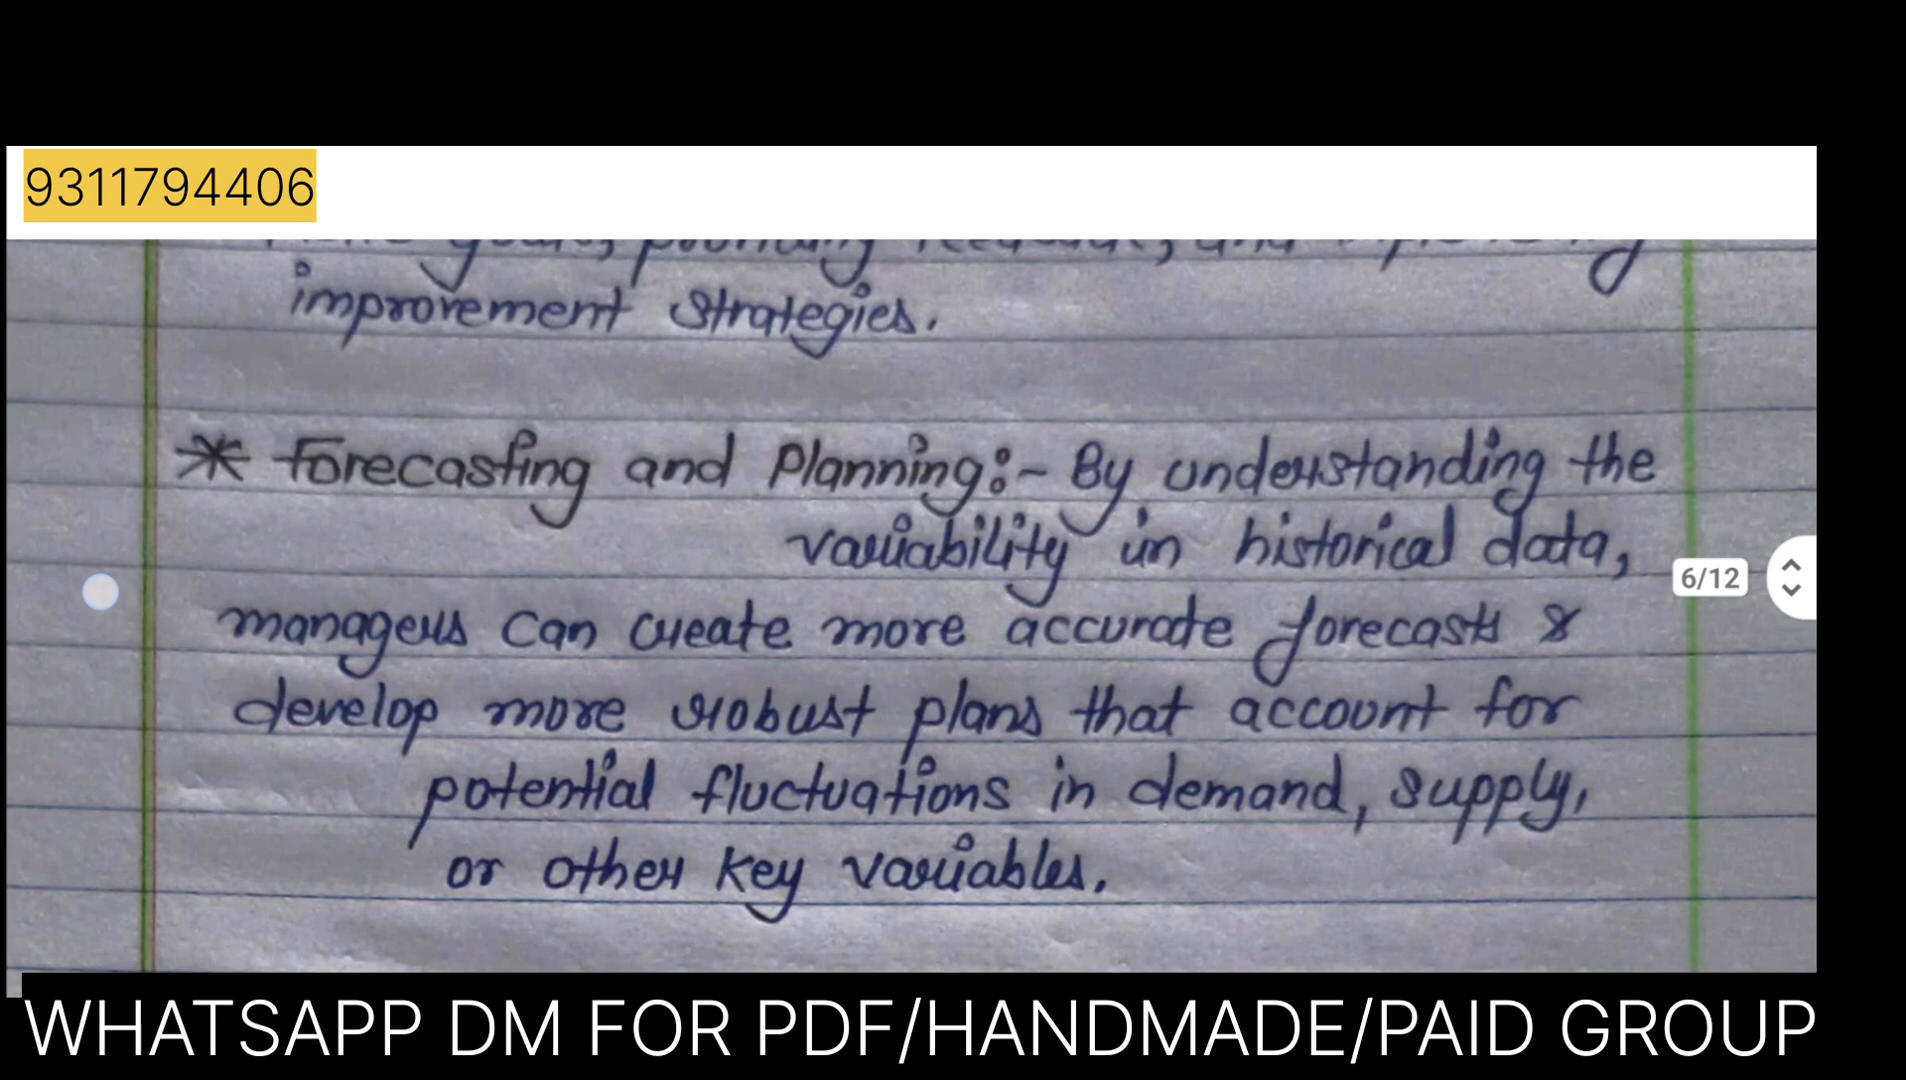 9311794406
improvement strategies.
* Forecasting and Planning:- By understanding the
variability in historical data,
managers can create more accurate forecasts &
develop more robust plans that account for
potential fluctuations in demand, supply,
or other key variables.
6/12
WHATSAPP DM FOR PDF/HANDMADE/PAID GROUP